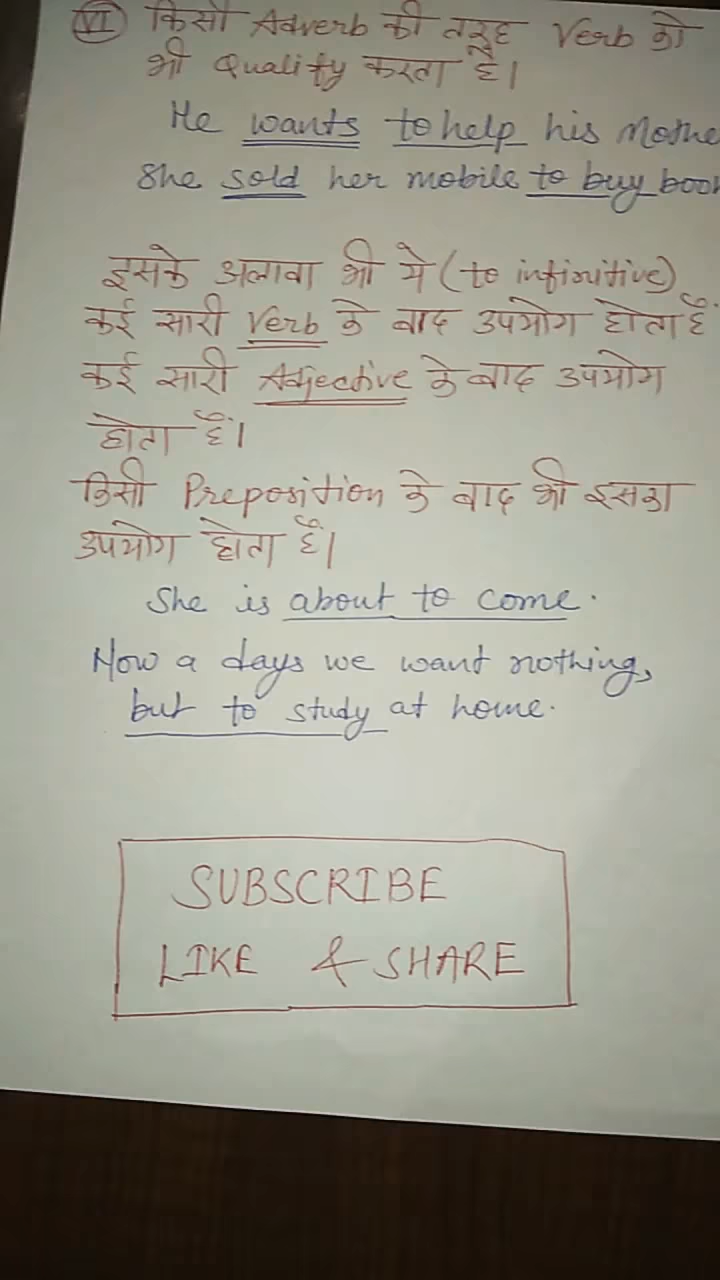 VI किसी Adverb की तरह Verb को
भी Qualify करता है।
He wants to help his
She sold her mobile to buy
इसके अलावा भी ये (to infinitive)
कई सारी Verb के बाद उपयोग होता है
कई सारी Adjective के बाद उपयोग
होता है।
किसी Preposition के बाद भी इसका
उपयोग होता है।
She is about to come.
Now a days we want nothing,
but to study at home.
SUBSCRIBE
LIKE & SHARE